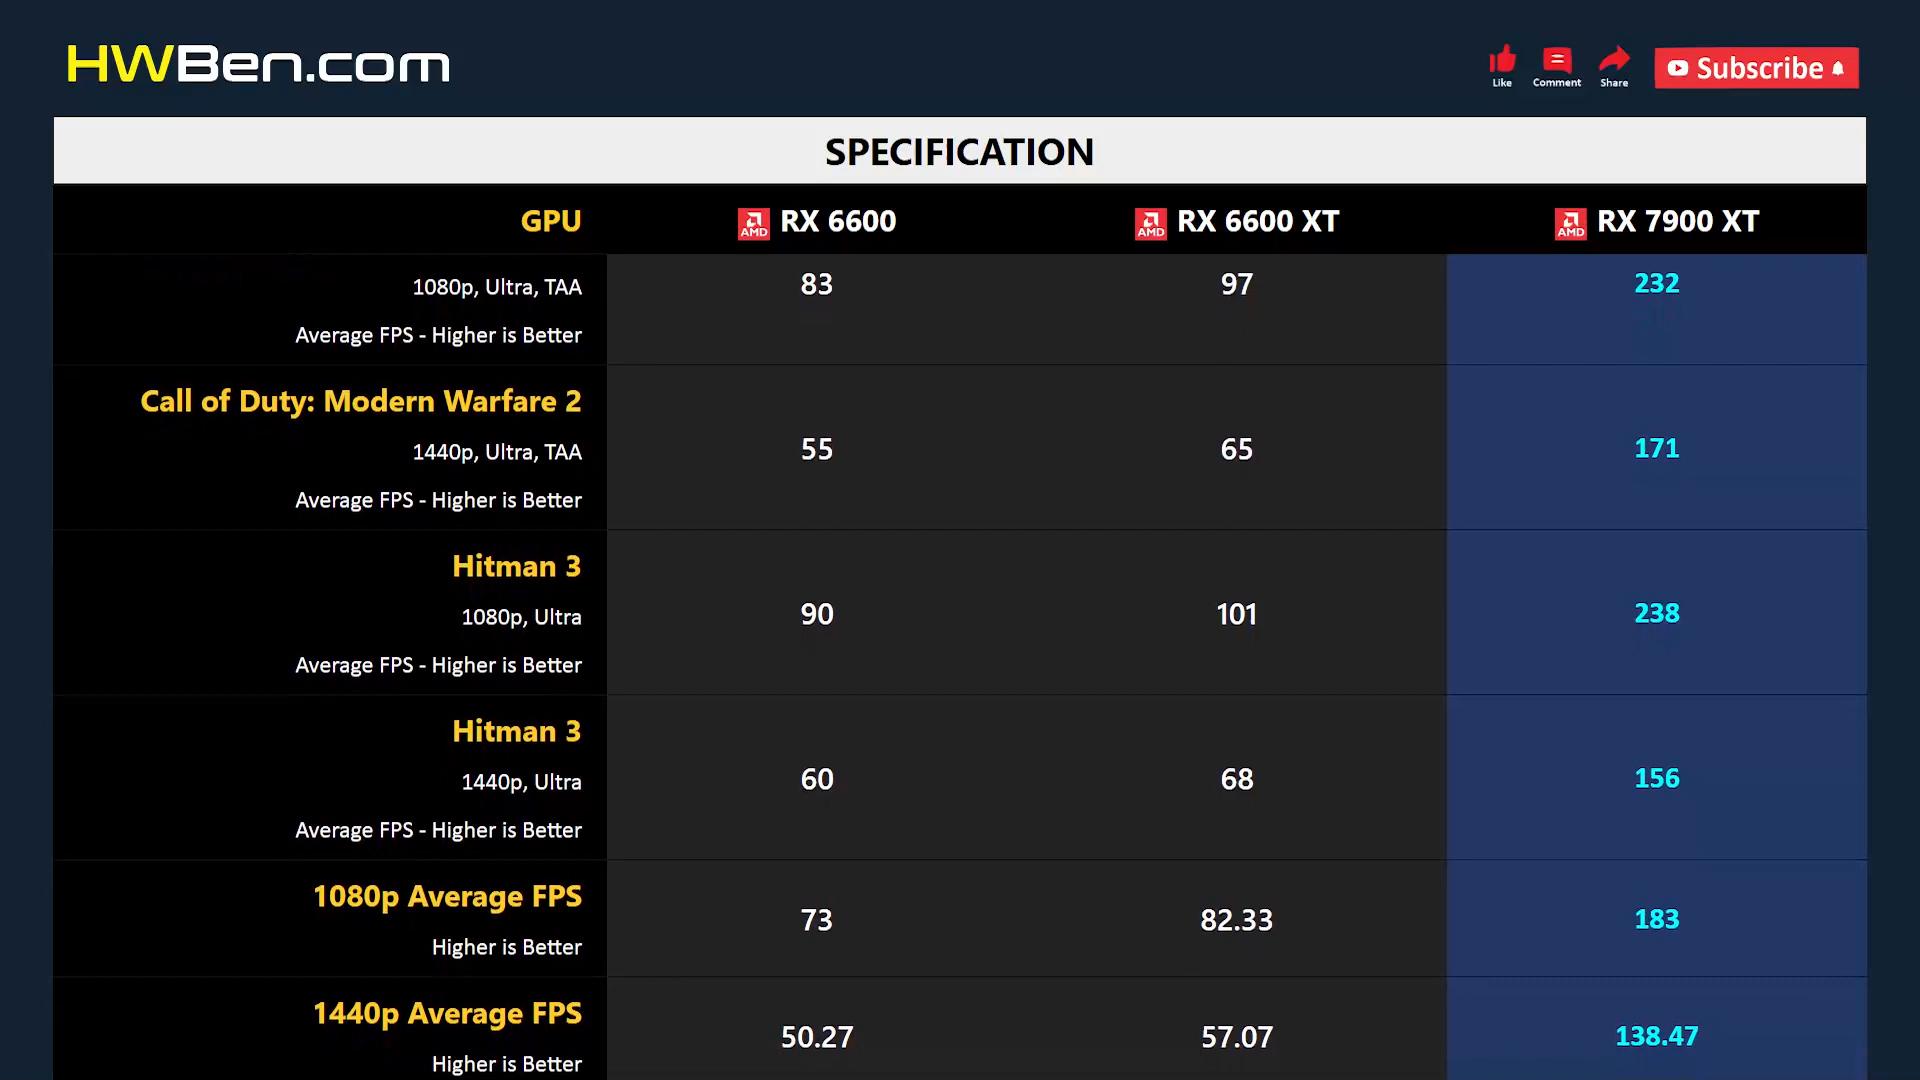 HWBen.com
Like Comment Share Subscribe
SPECIFICATION
GPU AMD RX 6600 AMD RX 6600 XT AMD RX 7900 XT
1080p, Ultra, TAA 83 97 232
Average FPS - Higher is Better
Call of Duty: Modern Warfare 2
1440p, Ultra, TAA 55 65 171
Average FPS - Higher is Better
Hitman 3
1080p, Ultra 90 101 238
Average FPS - Higher is Better
Hitman 3
1440p, Ultra 60 68 156
Average FPS - Higher is Better
1080p Average FPS 73 82.33 183
Higher is Better
1440p Average FPS 50.27 57.07 138.47
Higher is Better